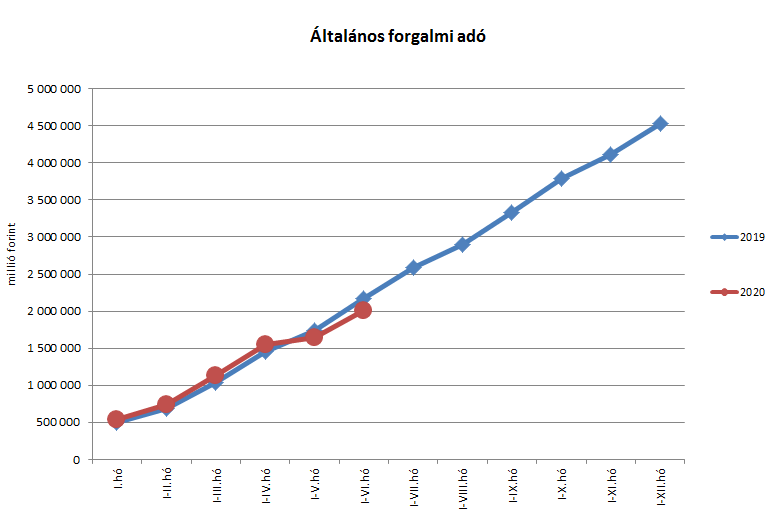 Általános forgalmi adó
5 000 000
4 500 000
4 000 000
3 500 000
3 000 000
2 500 000
2 000 000
1 500 000
1 000 000
500 000
0
millió forint
I.hó
I-II.hó
I-III.hó
I-IV.hó
I-V.hó
I-VI.hó
I-VII.hó
I-VIII.hó
I-IX.hó
I-X.hó
I-XI.hó
I-XII.hó
2019
2020